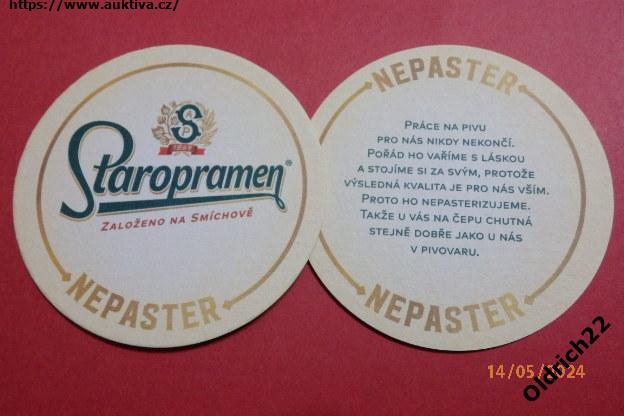 https://www.auktiva.cz/
S
P
1869
Staropramen®
ZALOŽENO NA SMÍCHOVĚ
NEPASTER
NEPASTER
PRÁCE NA PIVU
PRO NÁS NIKDY NEKONČÍ.
POŘÁD HO VAŘÍME S LÁSKOU
A STOJÍME SI ZA SVÝM, PROTOŽE
VÝSLEDNÁ KVALITA JE PRO NÁS VŠÍM.
PROTO HO NEPASTERIZUJEME.
TAKŽE U VÁS NA ČEPU CHUTNÁ
STEJNĚ DOBŘE JAKO U NÁS
V PIVOVARU.
NEPASTER
14/05/2024
Oldrich22